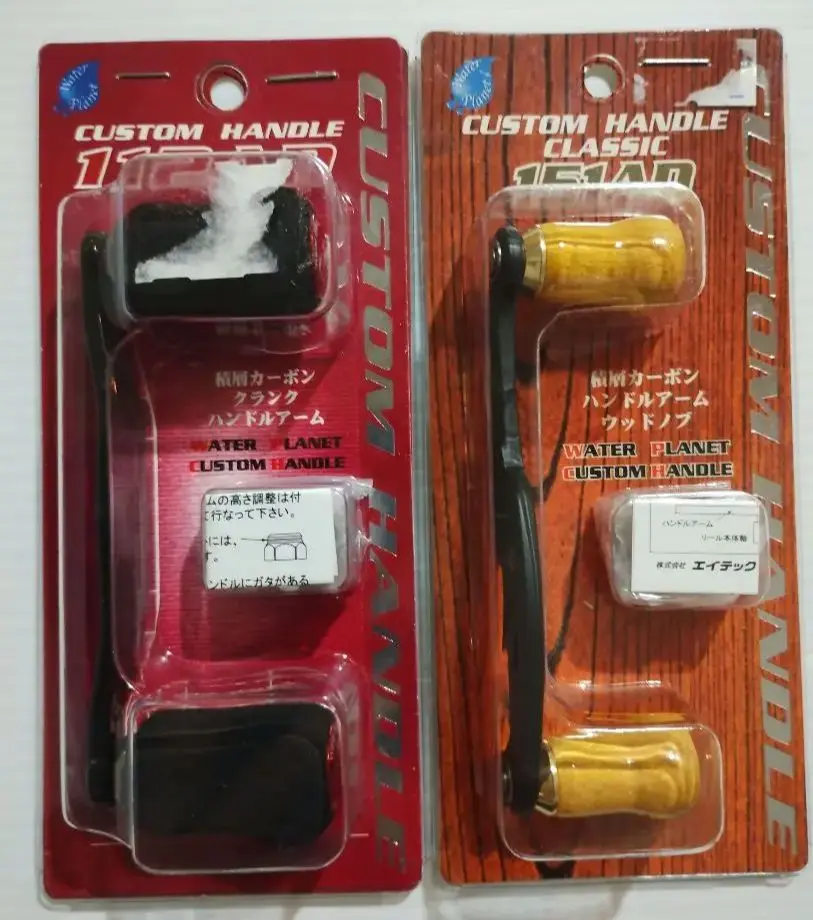 Water
Planet
CUSTOM HANDLE
CUSTOM HANDLE
積層カーボン
クランク
ハンドルアーム
WATER PLANET
CUSTOM HANDLE
ムの高さ調整は付
て行なって下さい。
には、
す。
ンドルにガタがある
Water
Planet
CUSTOM HANDLE
CLASSIC
151AD
CUSTOM HANDLE
積層カーボン
ハンドルアーム
ウッドノブ
WATER PLANET
CUSTOM HANDLE
ハンドルアーム
リール本体軸
株式会社 エイテック